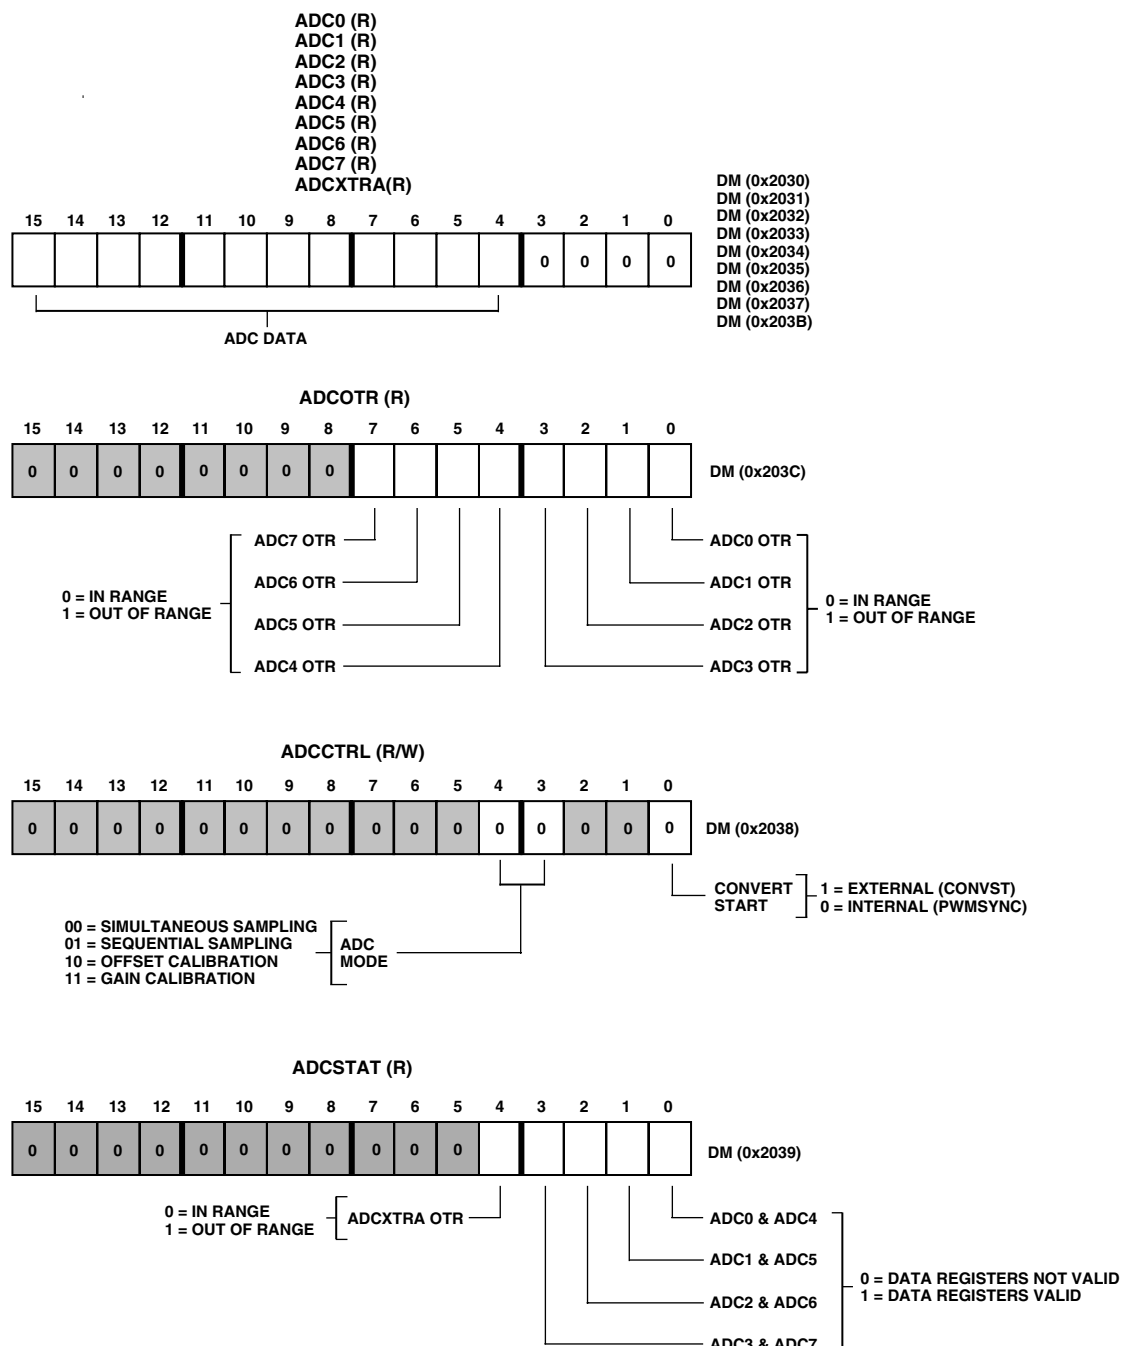 ADC0 (R)
ADC1 (R)
ADC2 (R)
ADC3 (R)
ADC4 (R)
ADC5 (R)
ADC6 (R)
ADC7 (R)
ADCXTRA(R)
DM (0x2030)
DM (0x2031)
DM (0x2032)
DM (0x2033)
DM (0x2034)
DM (0x2035)
DM (0x2036)
DM (0x2037)
DM (0x203B)
15 14 13 12 11 10 9 8 7 6 5 4 3 2 1 0
0 0 0 0
ADC DATA
ADCOTR (R)
15 14 13 12 11 10 9 8 7 6 5 4 3 2 1 0
0 0 0 0 0 0 0 0
DM (0x203C)
0 = IN RANGE
1 = OUT OF RANGE
ADC7 OTR
ADC6 OTR
ADC5 OTR
ADC4 OTR
ADC0 OTR
ADC1 OTR
ADC2 OTR
ADC3 OTR
0 = IN RANGE
1 = OUT OF RANGE
ADCCTRL (R/W)
15 14 13 12 11 10 9 8 7 6 5 4 3 2 1 0
0 0 0 0 0 0 0 0 0 0 0 0 0 0 0 0
DM (0x2038)
CONVERT
START
1 = EXTERNAL (CONVST)
0 = INTERNAL (PWMSYNC)
00 = SIMULTANEOUS SAMPLING
01 = SEQUENTIAL SAMPLING
10 = OFFSET CALIBRATION
11 = GAIN CALIBRATION
ADC
MODE
ADCSTAT (R)
15 14 13 12 11 10 9 8 7 6 5 4 3 2 1 0
0 0 0 0 0 0 0 0 0 0 0
DM (0x2039)
0 = IN RANGE
1 = OUT OF RANGE
ADCXTRA OTR
ADC0 & ADC4
ADC1 & ADC5
ADC2 & ADC6
ADC3 & ADC7
0 = DATA REGISTERS NOT VALID
1 = DATA REGISTERS VALID